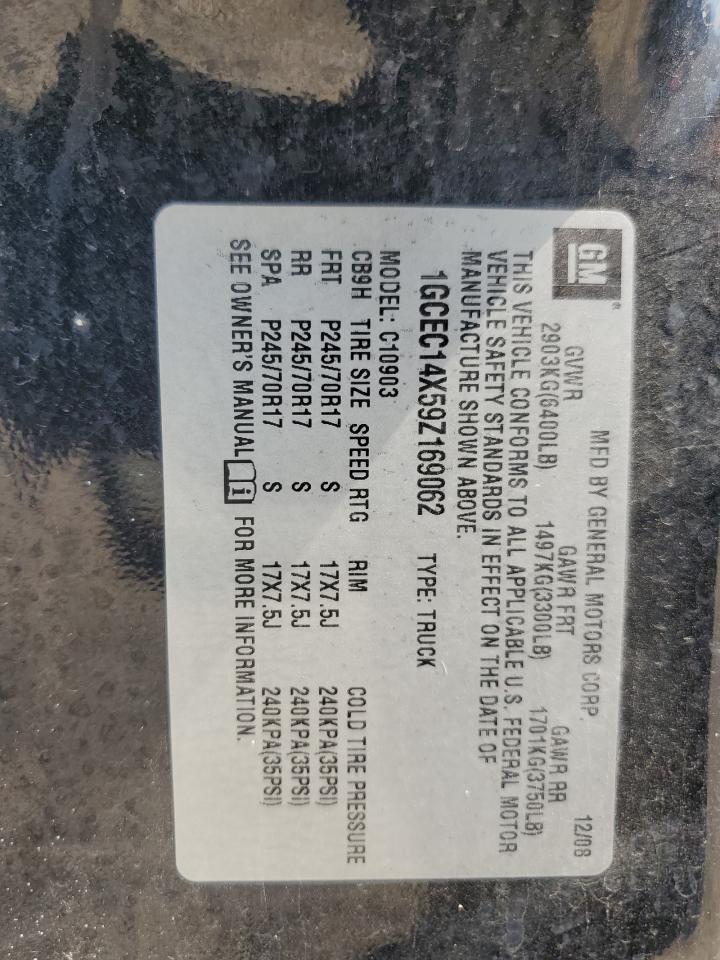 GM®
MFD BY GENERAL MOTORS CORP. 12/08
GVWR GAWR FRT GAWR RR
2903KG(6400LB) 1497KG(3300LB) 1701KG(3750LB)
THIS VEHICLE CONFORMS TO ALL APPLICABLE U.S. FEDERAL MOTOR
VEHICLE SAFETY STANDARDS IN EFFECT ON THE DATE OF
MANUFACTURE SHOWN ABOVE.
1GCEC14X59Z169062 TYPE: TRUCK
MODEL: C10903
CB9H TIRE SIZE SPEED RTG RIM COLD TIRE PRESSURE
FRT P245/70R17 S 17X7.5J 240KPA(35PSI)
RR P245/70R17 S 17X7.5J 240KPA(35PSI)
SPA P245/70R17 S 17X7.5J 240KPA(35PSI)
SEE OWNER'S MANUAL i FOR MORE INFORMATION.